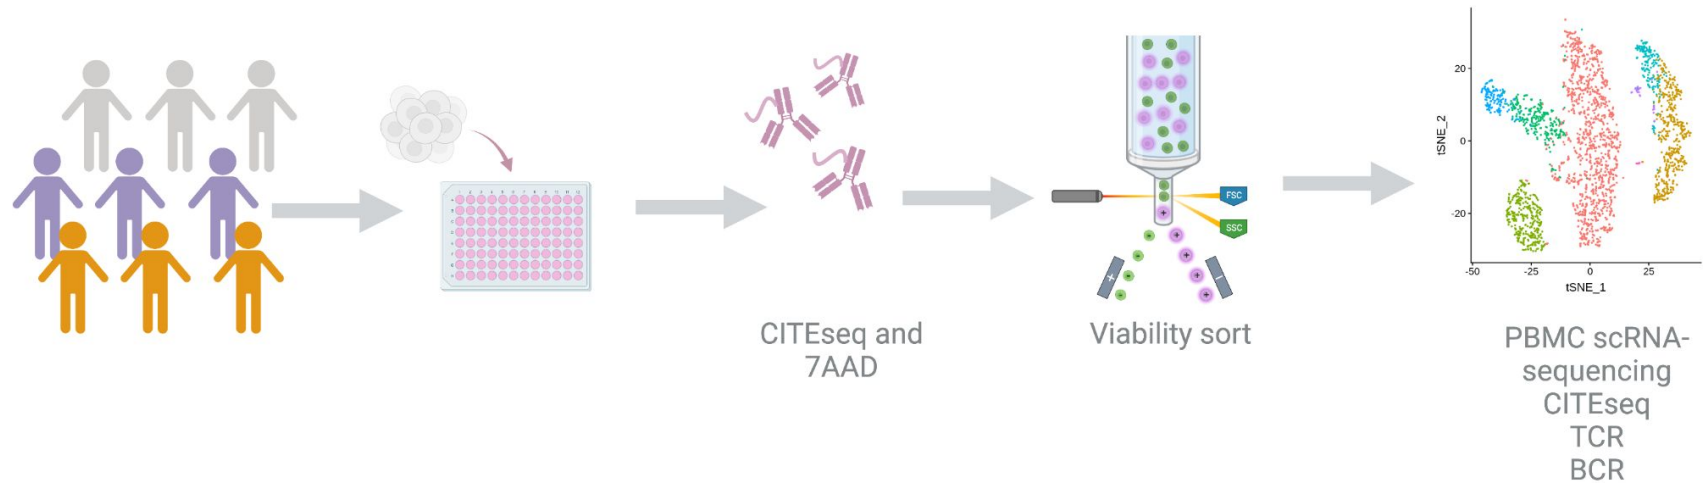 CITEseq and
7AAD
FSC
SSC
+
−
Viability sort
tSNE_2
20
0
-20
-50
-25
0
25
tSNE_1
PBMC scRNA-
sequencing
CITEseq
TCR
BCR